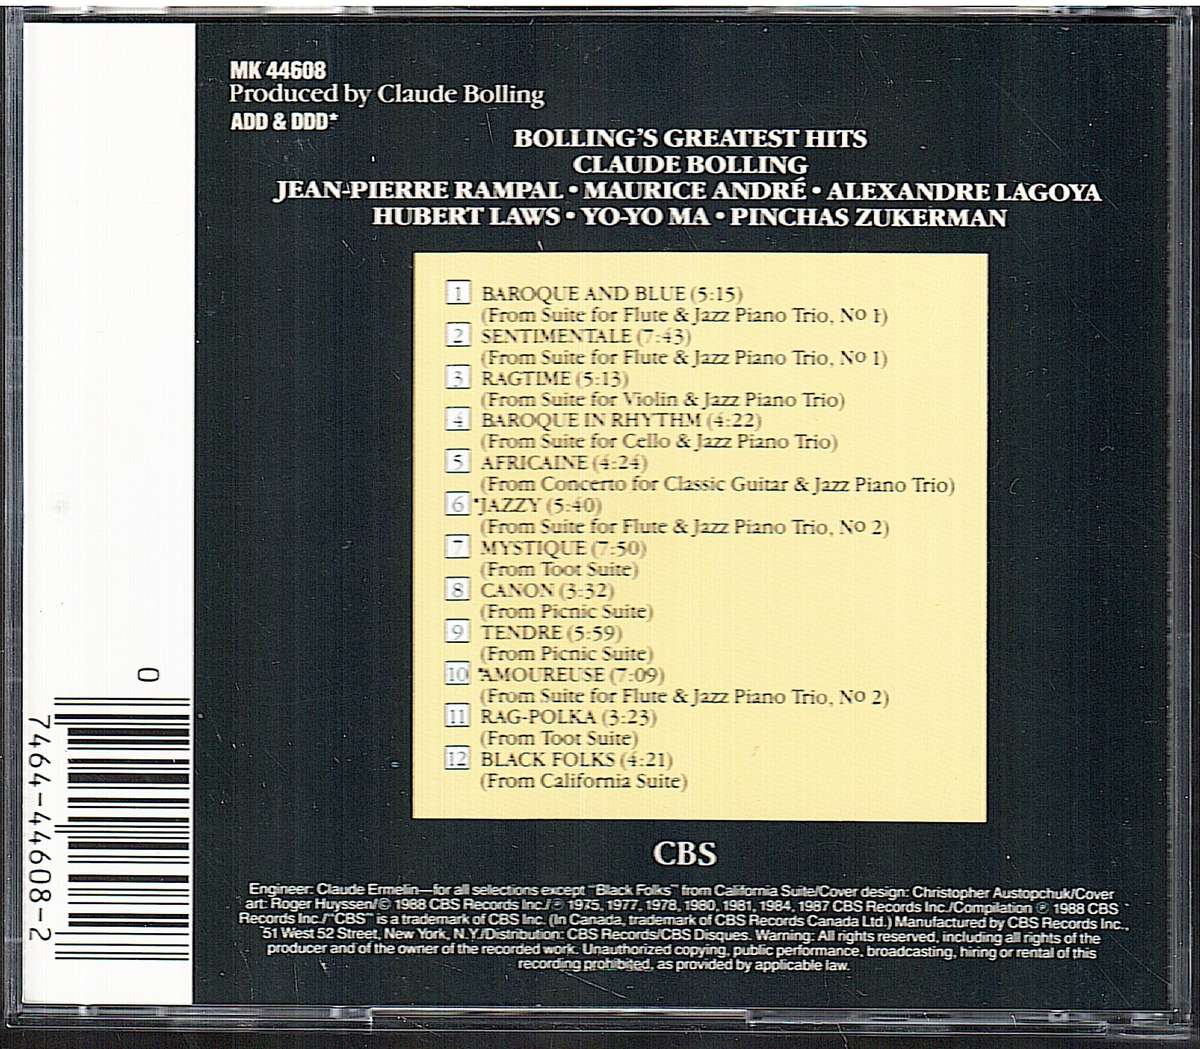 MK 44608
Produced by Claude Bolling
ADD & DDD*
BOLLING'S GREATEST HITS
CLAUDE BOLLING
JEAN-PIERRE RAMPAL • MAURICE ANDRÉ • ALEXANDRE LAGOYA
HUBERT LAWS • YO-YO MA • PINCHAS ZUKERMAN
1 BAROQUE AND BLUE (5:15)
(From Suite for Flute & Jazz Piano Trio, No 1)
2 SENTIMENTALE (7:43)
(From Suite for Flute & Jazz Piano Trio, No 1)
3 RAGTIME (5:13)
(From Suite for Violin & Jazz Piano Trio)
4 BAROQUE IN RHYTHM (4:22)
(From Suite for Cello & Jazz Piano Trio)
5 AFRICAINE (4:24)
(From Concerto for Classic Guitar & Jazz Piano Trio)
6 *JAZZY (5:40)
(From Suite for Flute & Jazz Piano Trio, No 2)
7 MYSTIQUE (7:50)
(From Toot Suite)
8 CANON (3:32)
(From Picnic Suite)
9 TENDRE (5:59)
(From Picnic Suite)
10 *AMOUREUSE (7:09)
(From Suite for Flute & Jazz Piano Trio, No 2)
11 RAG-POLKA (3:23)
(From Toot Suite)
12 BLACK FOLKS (4:21)
(From California Suite)
CBS
Engineer: Claude Ermelin—for all selections except "Black Folks" from California Suite/Cover design: Christopher Austopchuk/Cover
art: Roger Huyssen/© 1988 CBS Records Inc./℗ 1975, 1977, 1978, 1980, 1981, 1984, 1987 CBS Records Inc./Compilation ℗ 1988 CBS
Records Inc./"CBS" is a trademark of CBS Inc. (In Canada, trademark of CBS Records Canada Ltd.) Manufactured by CBS Records Inc.,
51 West 52 Street, New York, N.Y./Distribution: CBS Records/CBS Disques. Warning: All rights reserved, including all rights of the
producer and of the owner of the recorded work. Unauthorized copying, public performance, broadcasting, hiring or rental of this
recording prohibited, as provided by applicable law.
0
7464-44608-2